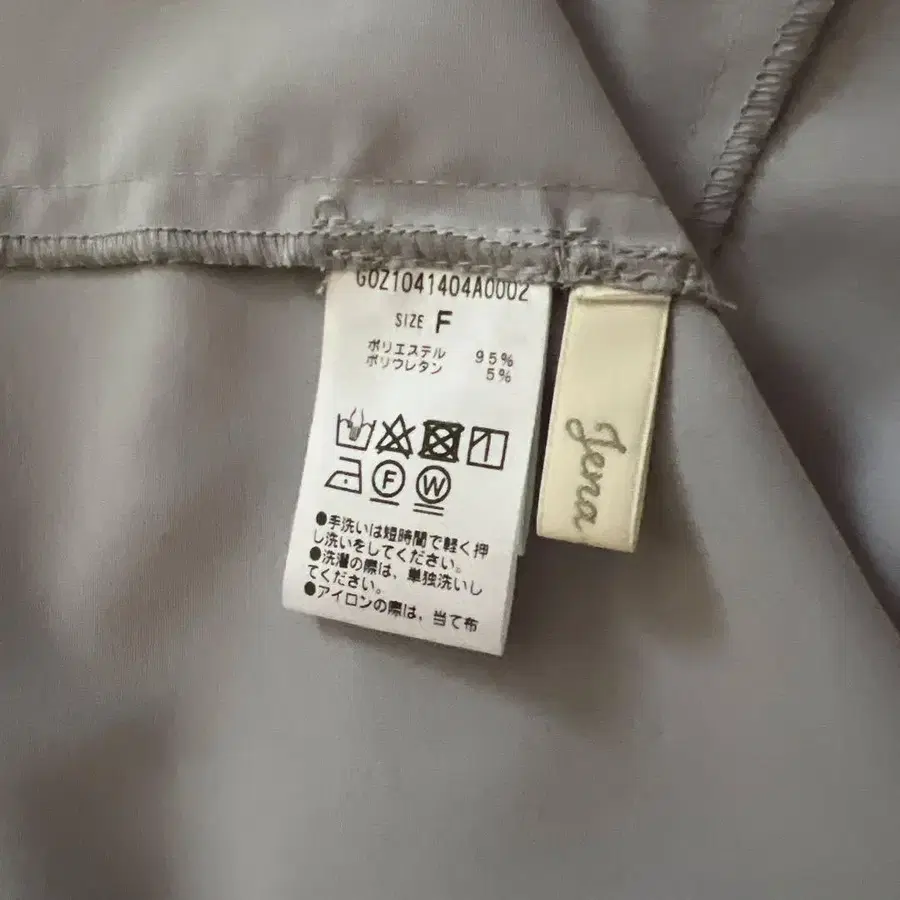 G0Z1041404A0002
SIZE F
ポリエステル 95%
ポリウレタン 5%
F W
●手洗いは短時間で軽く押
し洗いをしてください。
●洗濯の際は、単独洗いし
てください。
●アイロンの際は、当て布
Jena